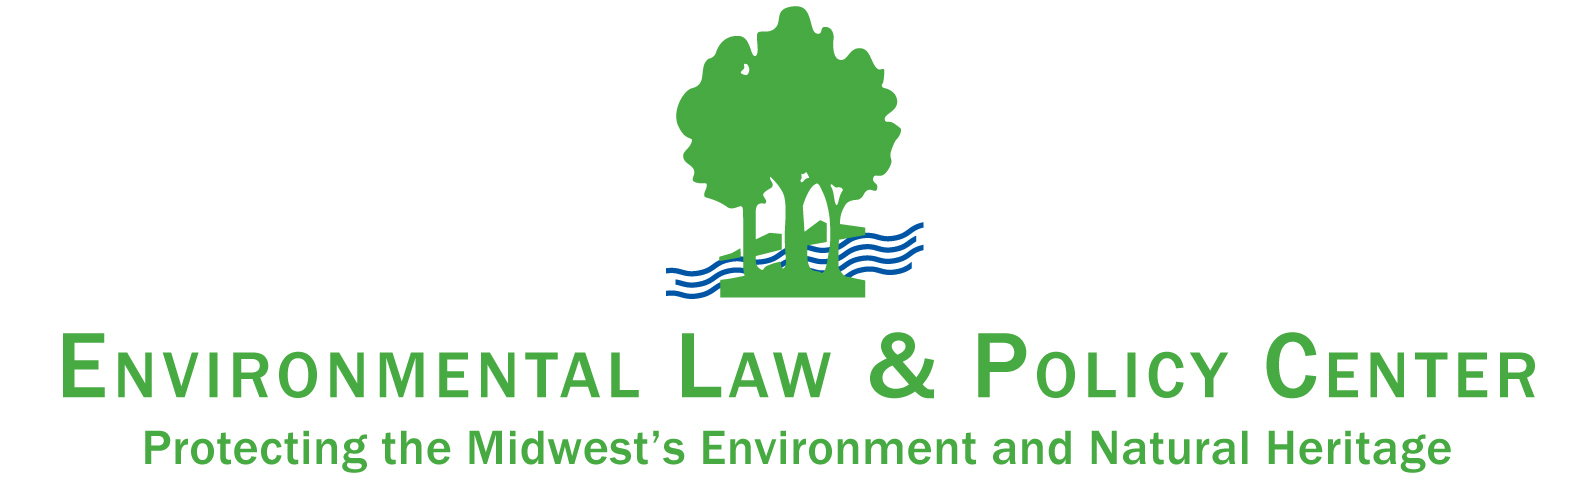 ENVIRONMENTAL LAW & POLICY CENTER
Protecting the Midwest’s Environment and Natural Heritage